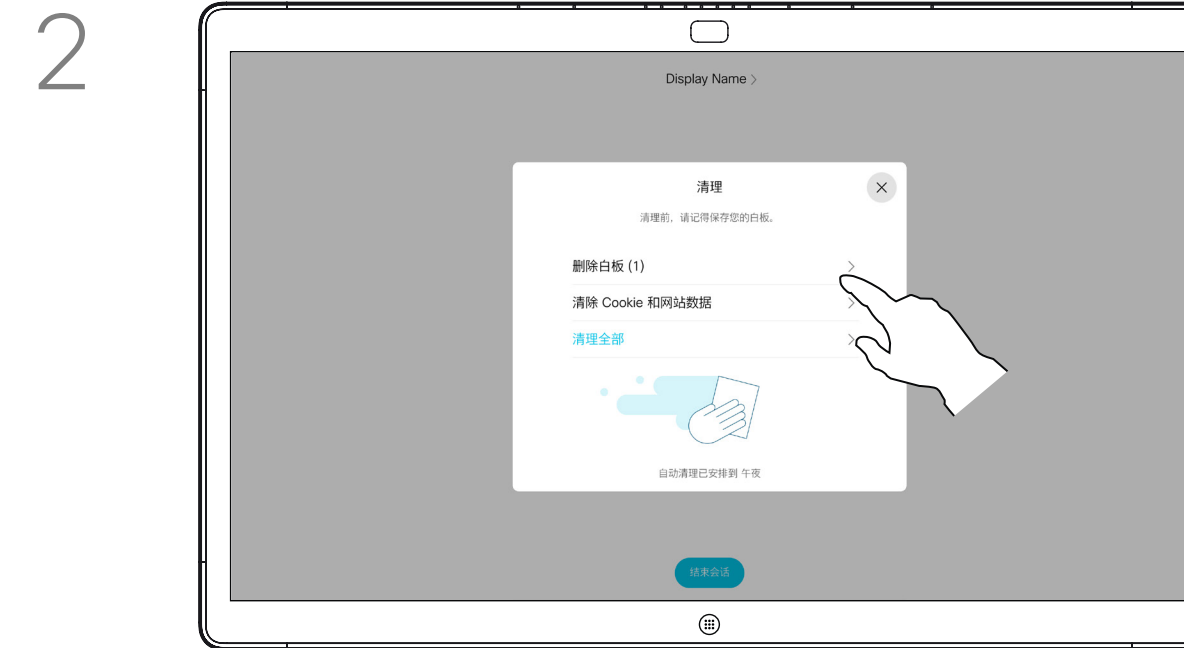 2
Display Name >
清理
清理前，请记得保存您的白板。
删除白板 (1)
清除 Cookie 和网站数据
清理全部
自动清理已安排到 午夜
结束会话